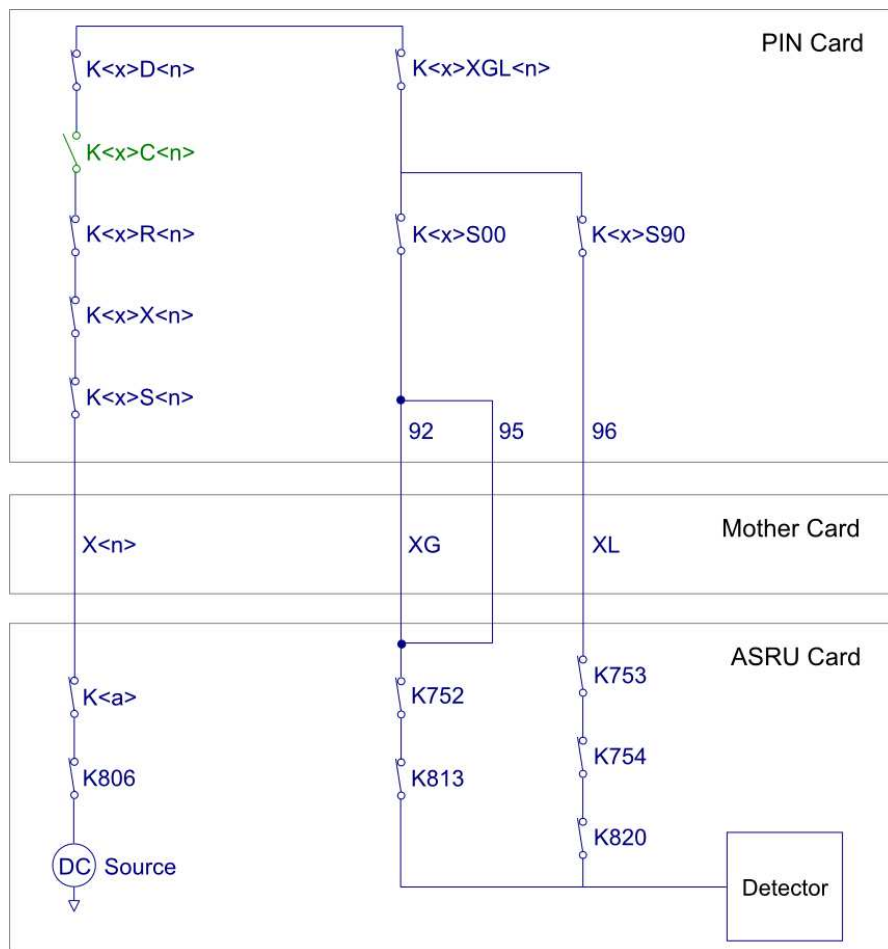 PIN Card
K<x>D<n>
K<x>XGL<n>
K<x>C<n>
K<x>R<n>
K<x>S00
K<x>S90
K<x>X<n>
K<x>S<n>
92
95
96
Mother Card
X<n>
XG
XL
ASRU Card
K<a>
K752
K753
K754
K806
K813
K820
DC Source
Detector